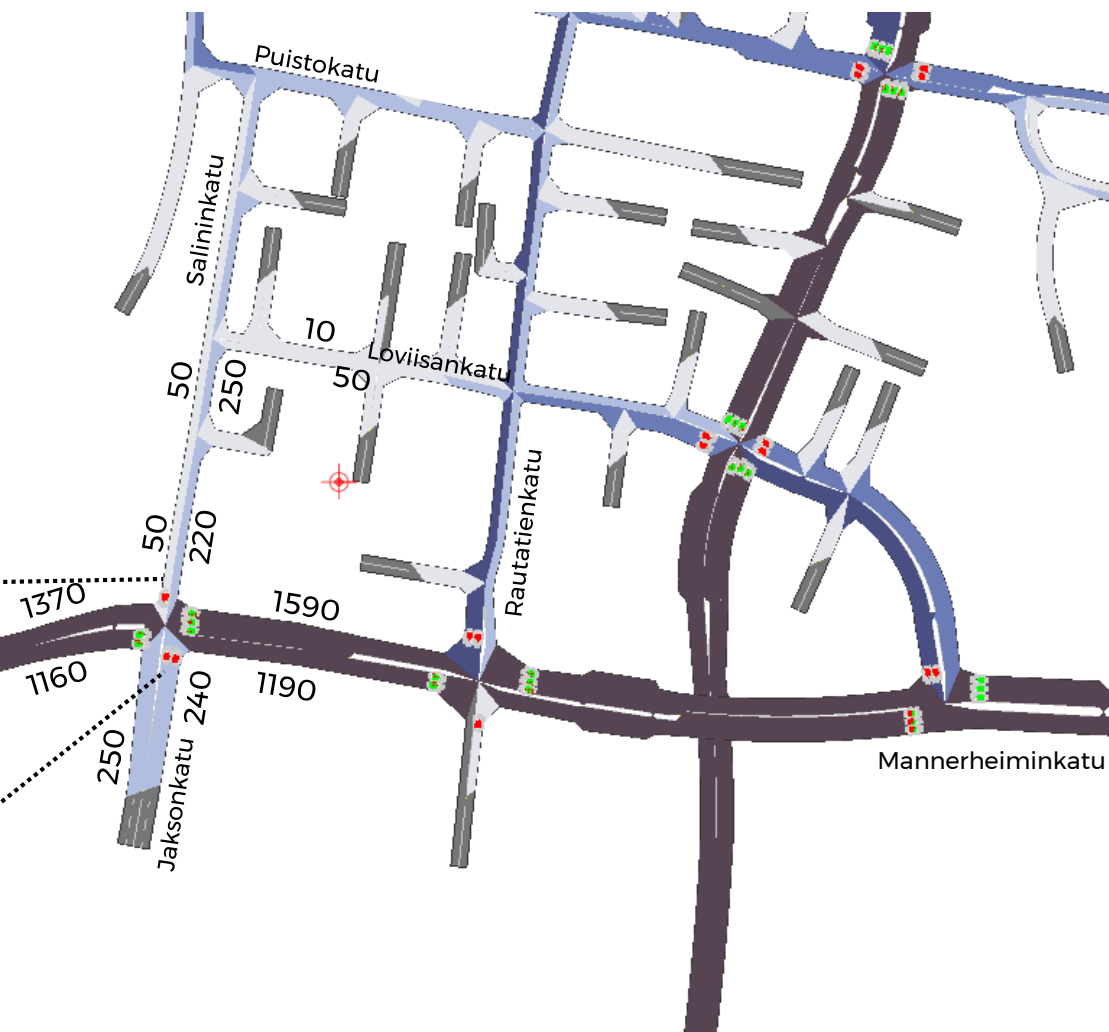 Puistokatu
Salininkatu
10
Loviisankatu
50
50
250
50
220
Rautatienkatu
1370
1590
1160
1190
240
250
Jaksonkatu
Mannerheiminkatu